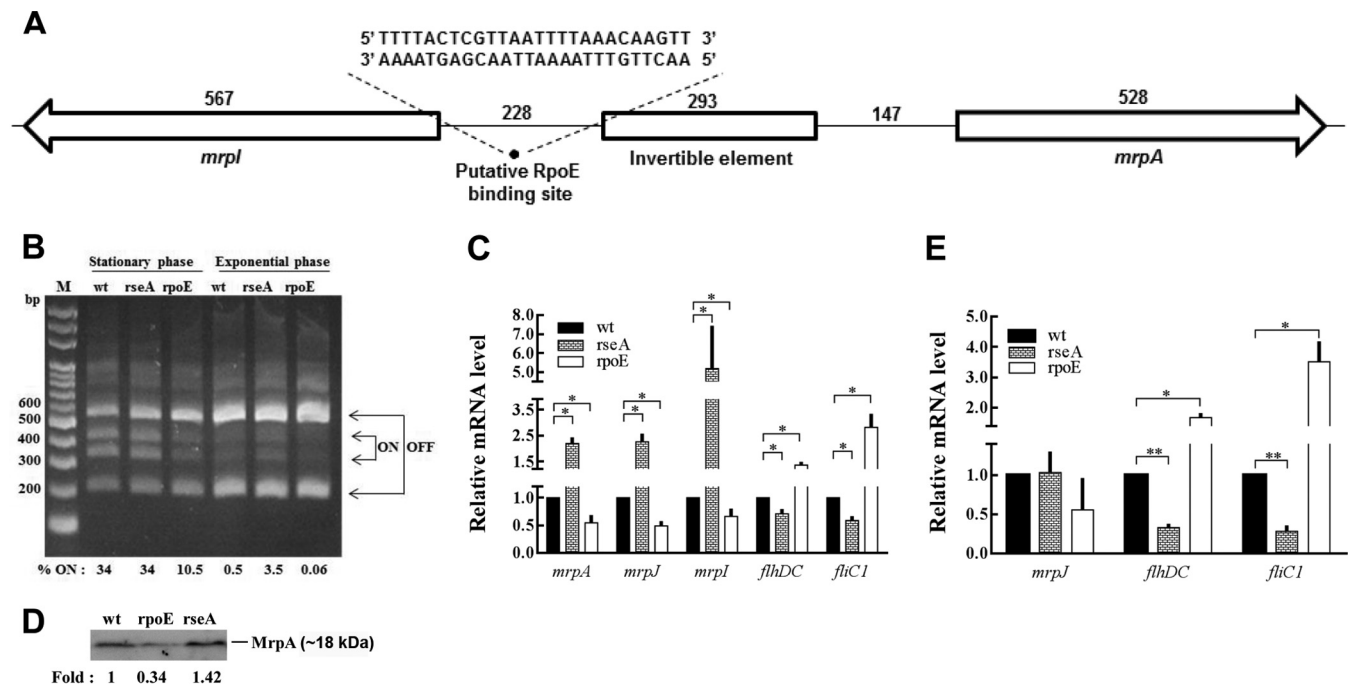 A
5' TTTTACTCGTTAATTTTAAACAAGTT 3'
3' AAAATGAGCAATTAAAATTTGTTCAA 5'
567
228
293
147
528
mrpI
Putative RpoE
binding site
Invertible element
mrpA
B
Stationary phase Exponential phase
M wt rseA rpoE wt rseA rpoE
bp
600
500
400
300
200
ON
OFF
% ON : 34 34 10.5 0.5 3.5 0.06
C
Relative mRNA level
8.0
7.0
6.0
5.0
3.5
2.5
1.5
1.0
0.5
0.0
wt
rseA
rpoE
* * * * * * * * * *
mrpA mrpJ mrpI flhDC fliC1
D
wt rpoE rseA
MrpA (~18 kDa)
Fold : 1 0.34 1.42
E
Relative mRNA level
5.0
4.0
3.0
2.0
1.0
0.5
0.0
wt
rseA
rpoE
* ** * **
mrpJ flhDC fliC1